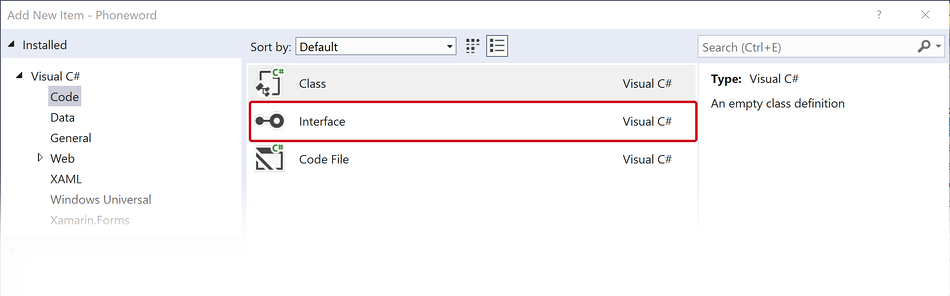 Add New Item - Phoneword
?
Installed
Sort by: Default
Search (Ctrl+E)
Visual C#
Code
Data
General
Web
XAML
Windows Universal
Xamarin.Forms
C# Class Visual C#
Interface Visual C#
C# Code File Visual C#
Type: Visual C#
An empty class definition